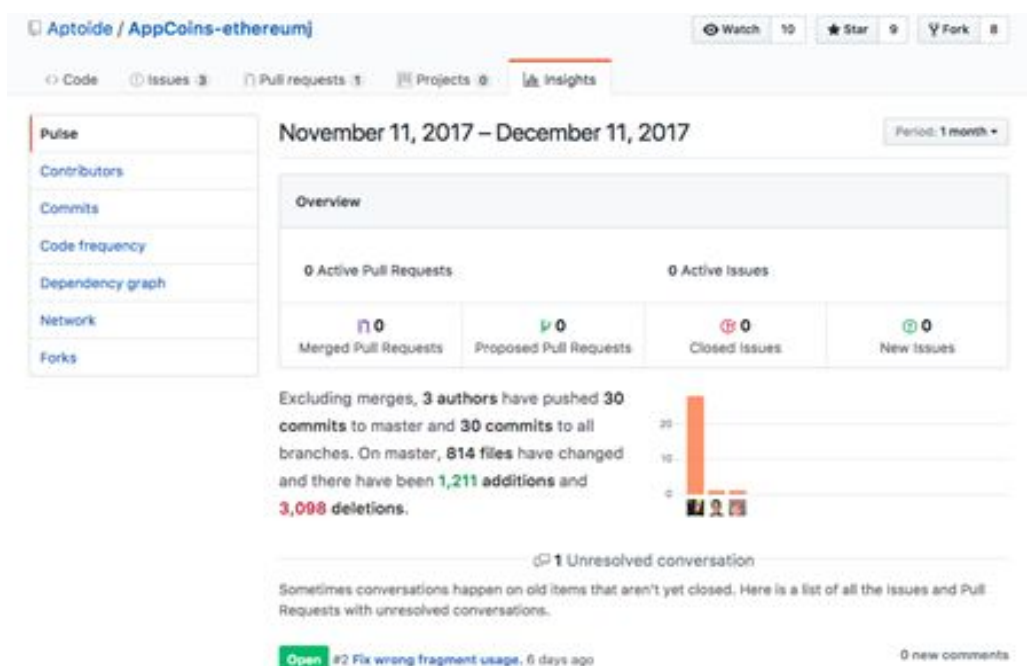 Aptoide / AppCoins-ethereumj
Watch 10 Star 9 Fork 8
Code Issues 3 Pull requests 1 Projects 0 Insights
Pulse
Contributors
Commits
Code frequency
Dependency graph
Network
Forks
November 11, 2017 – December 11, 2017
Period: 1 month
Overview
0 Active Pull Requests
0 Active Issues
0
Merged Pull Requests
0
Proposed Pull Requests
0
Closed Issues
0
New Issues
Excluding merges, 3 authors have pushed 30
commits to master and 30 commits to all
branches. On master, 814 files have changed
and there have been 1,211 additions and
3,098 deletions.
20
10
0
1 Unresolved conversation
Sometimes conversations happen on old items that aren't yet closed. Here is a list of all the Issues and Pull
Requests with unresolved conversations.
Open #2 Fix wrong fragment usage. 6 days ago
0 new comments